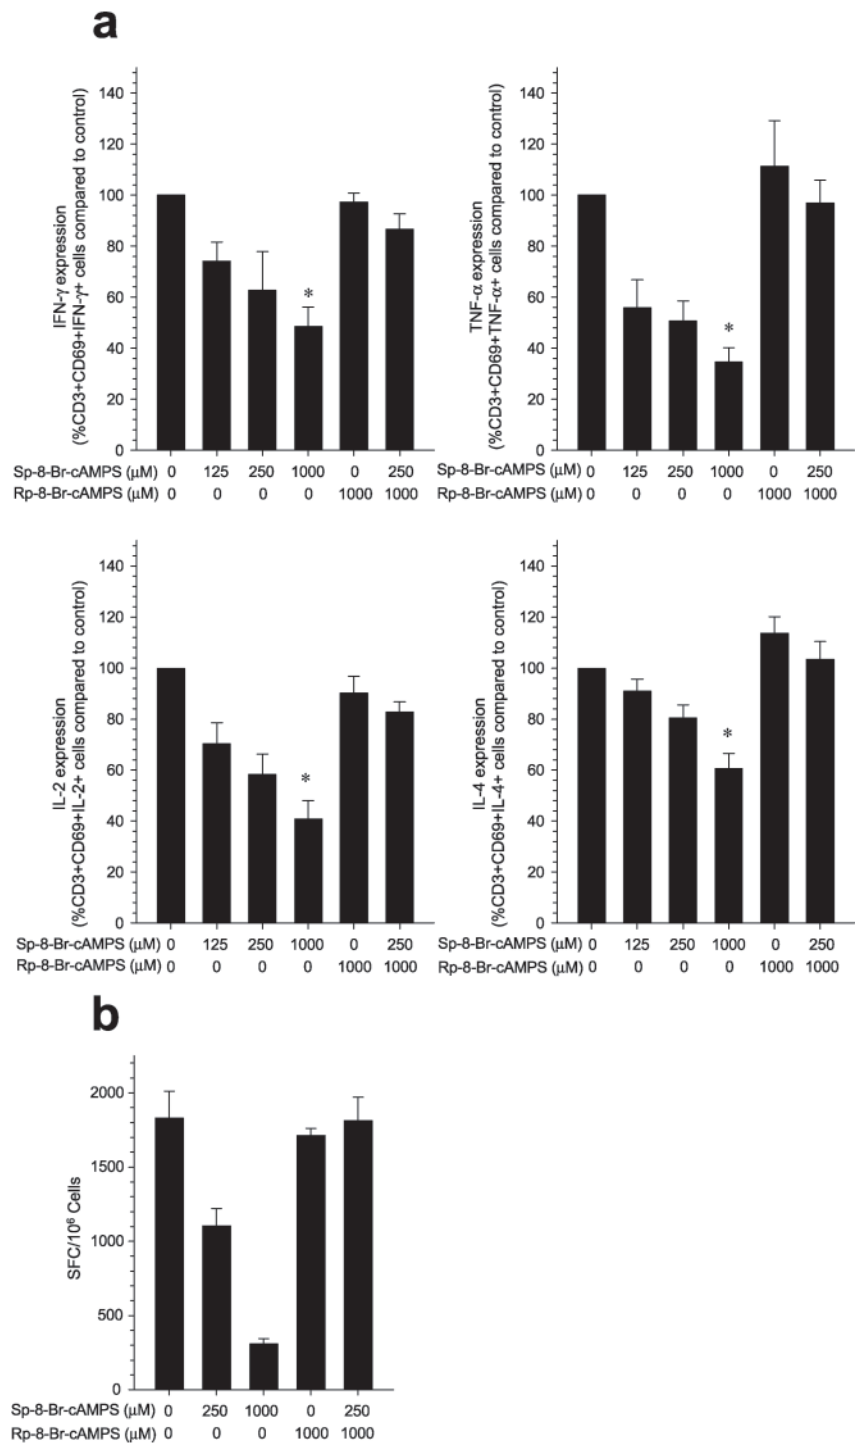 a
IFN-γ expression
(%CD3+CD69+IFN-γ+ cells compared to control)
140
120
100
80
60
40
20
0
*
Sp-8-Br-cAMPS (μM) 0 125 250 1000 0 250
Rp-8-Br-cAMPS (μM) 0 0 0 0 1000 1000
TNF-α expression
(%CD3+CD69+TNF-α+ cells compared to control)
140
120
100
80
60
40
20
0
*
Sp-8-Br-cAMPS (μM) 0 125 250 1000 0 250
Rp-8-Br-cAMPS (μM) 0 0 0 0 1000 1000
IL-2 expression
(%CD3+CD69+IL-2+ cells compared to control)
140
120
100
80
60
40
20
0
*
Sp-8-Br-cAMPS (μM) 0 125 250 1000 0 250
Rp-8-Br-cAMPS (μM) 0 0 0 0 1000 1000
IL-4 expression
(%CD3+CD69+IL-4+ cells compared to control)
140
120
100
80
60
40
20
0
*
Sp-8-Br-cAMPS (μM) 0 125 250 1000 0 250
Rp-8-Br-cAMPS (μM) 0 0 0 0 1000 1000
b
SFC/10⁶ Cells
2000
1500
1000
500
0
Sp-8-Br-cAMPS (μM) 0 250 1000 0 250
Rp-8-Br-cAMPS (μM) 0 0 0 1000 1000